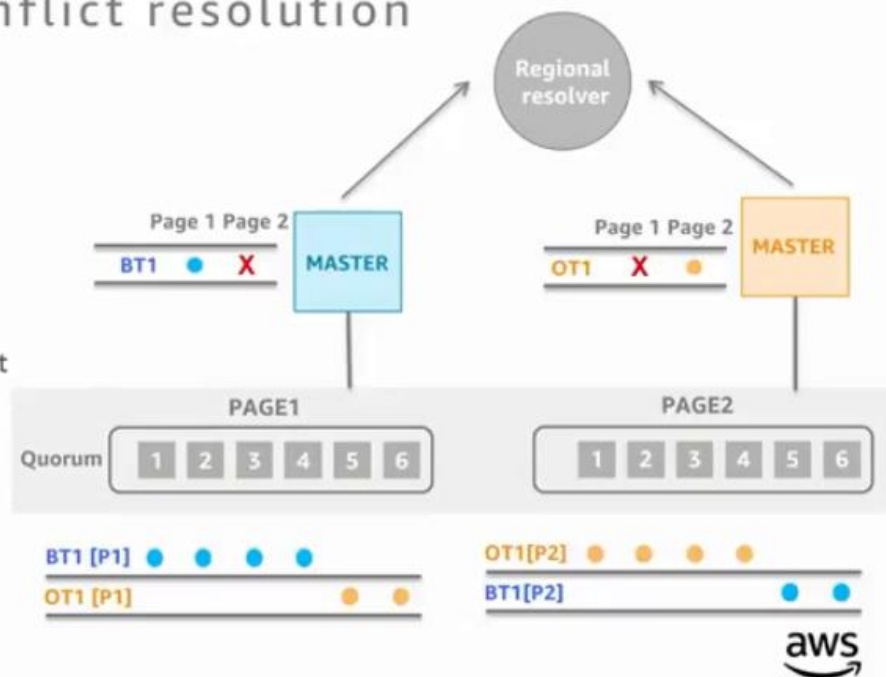 nflict resolution
Regional
resolver
Page 1 Page 2
BT1 X
MASTER
Page 1 Page 2
OT1 X
MASTER
t
PAGE1
PAGE2
Quorum 1 2 3 4 5 6
1 2 3 4 5 6
BT1 [P1]
OT1 [P1]
OT1[P2]
BT1[P2]
aws